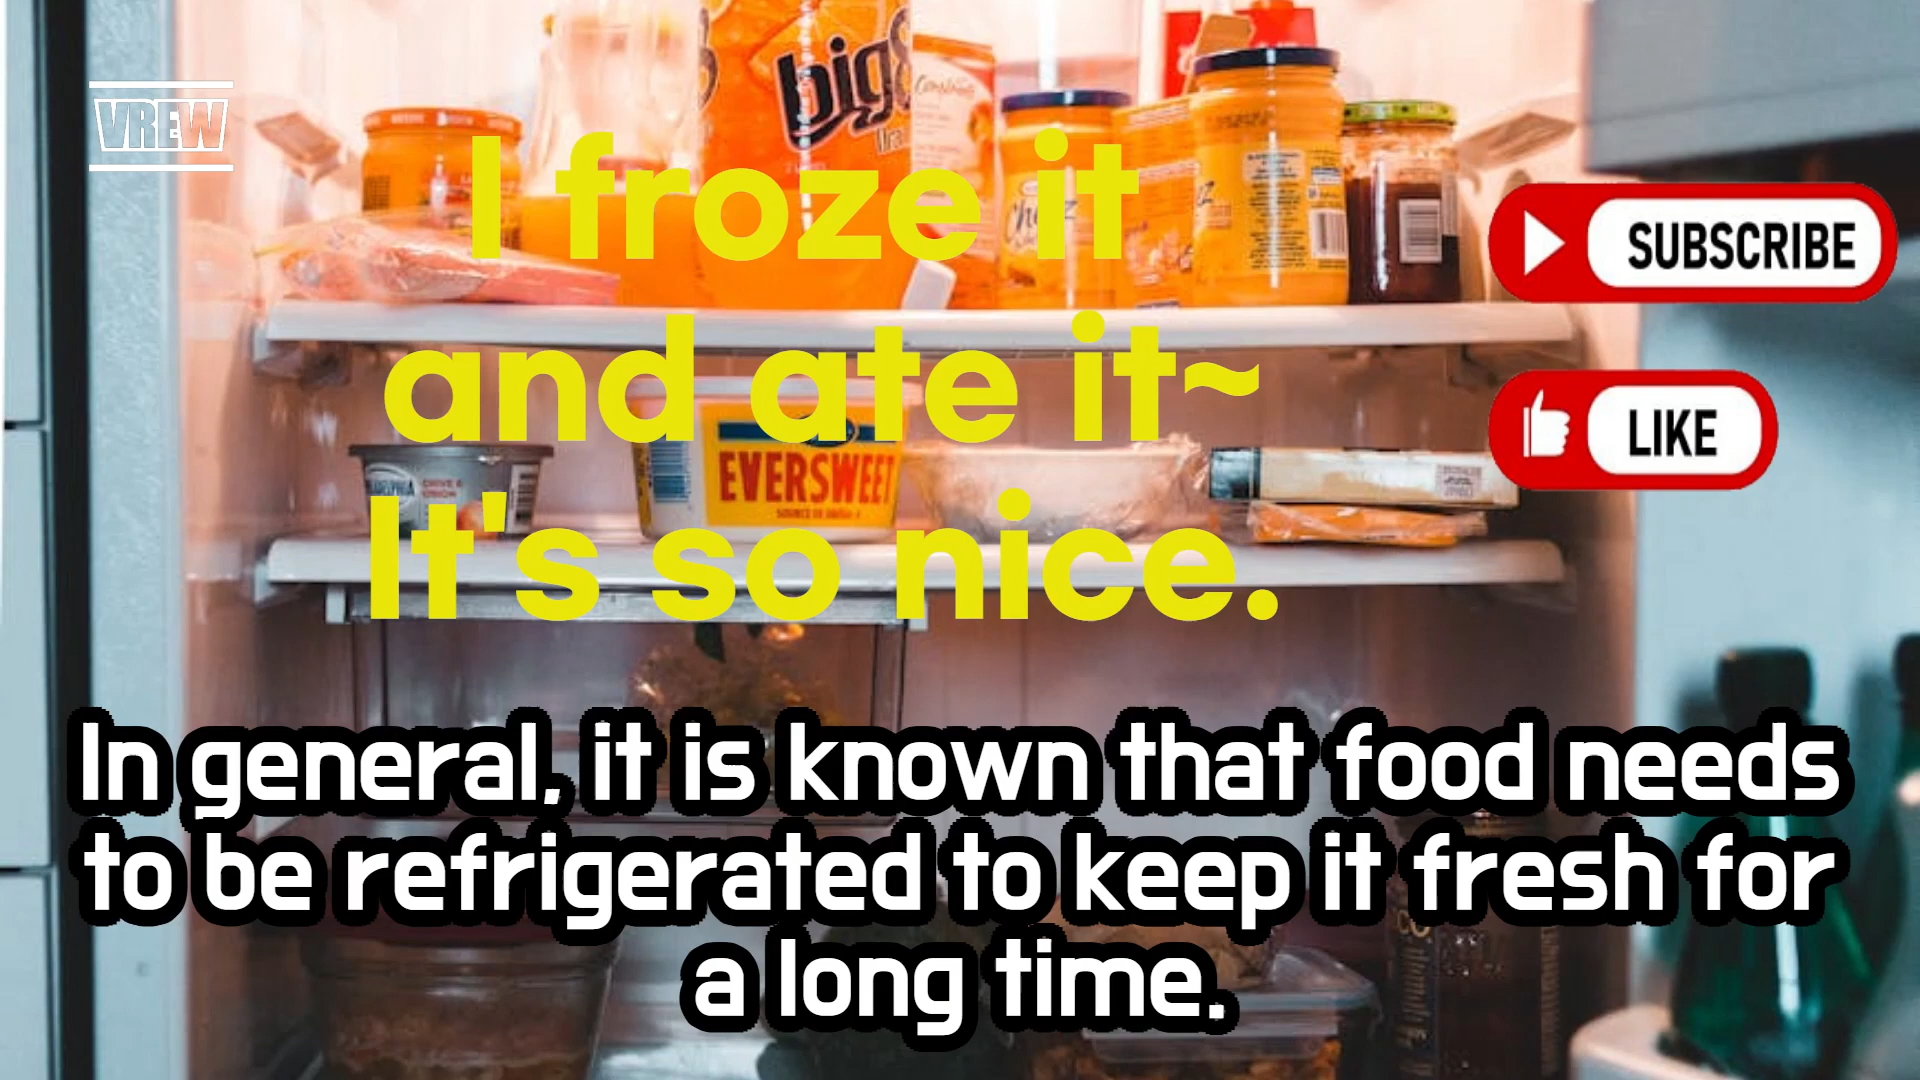 VREW
big8
I froze it
and ate it~
It's so nice.
SUBSCRIBE
LIKE
EVERSWEET
In general, it is known that food needs
to be refrigerated to keep it fresh for
a long time.